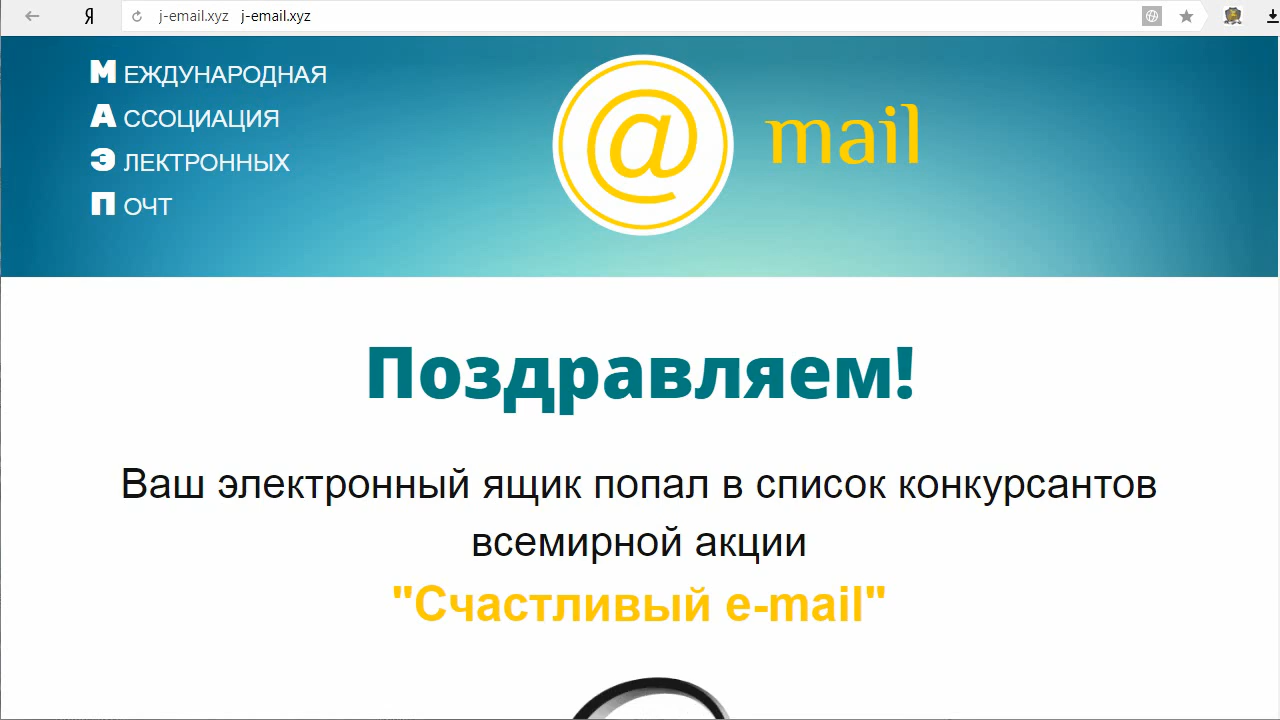 Я j-email.xyz j-email.xyz
М ЕЖДУНАРОДНАЯ
А ССОЦИАЦИЯ
Э ЛЕКТРОННЫХ
П ОЧТ
@ mail
Поздравляем!
Ваш электронный ящик попал в список конкурсантов
всемирной акции
"Счастливый e-mail"